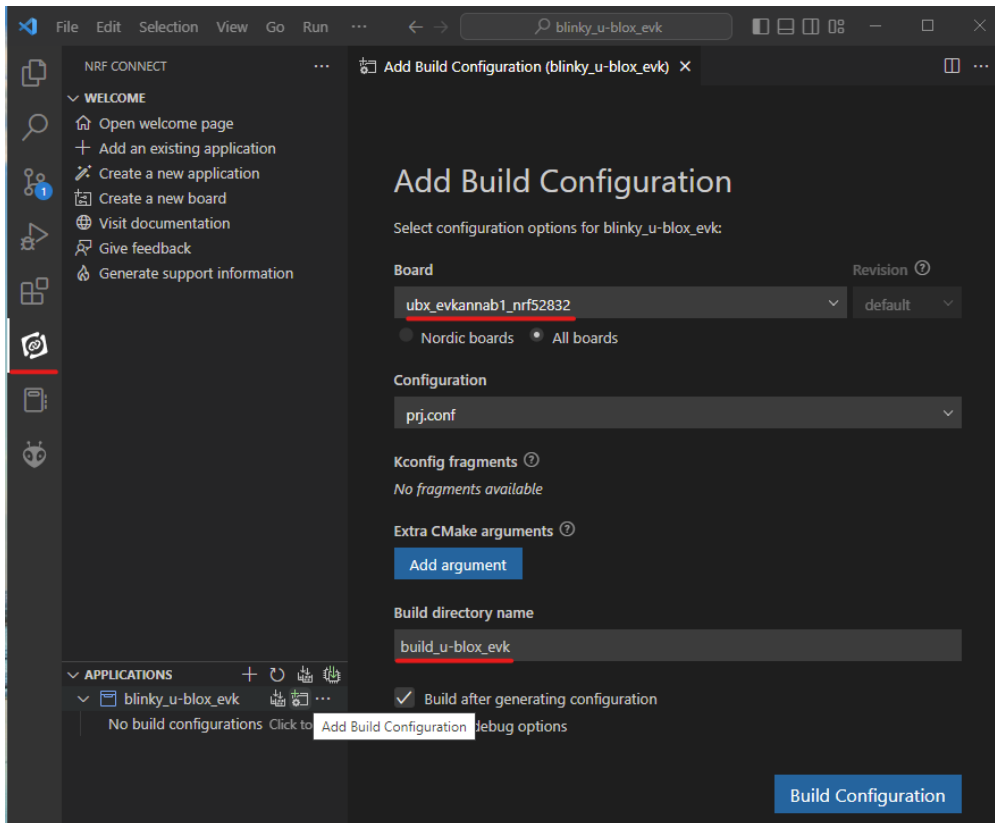 File Edit Selection View Go Run ··· blinky_u-blox_evk
NRF CONNECT ···
Add Build Configuration (blinky_u-blox_evk)
WELCOME
Open welcome page
Add an existing application
Create a new application
1
Create a new board
Visit documentation
Give feedback
Generate support information
Add Build Configuration
Select configuration options for blinky_u-blox_evk:
Board Revision ?
ubx_evkannab1_nrf52832 default
Nordic boards All boards
Configuration
prj.conf
Kconfig fragments ?
No fragments available
Extra CMake arguments ?
Add argument
Build directory name
build_u-blox_evk
Build after generating configuration
debug options
Build Configuration
APPLICATIONS
blinky_u-blox_evk
No build configurations Click to
Add Build Configuration